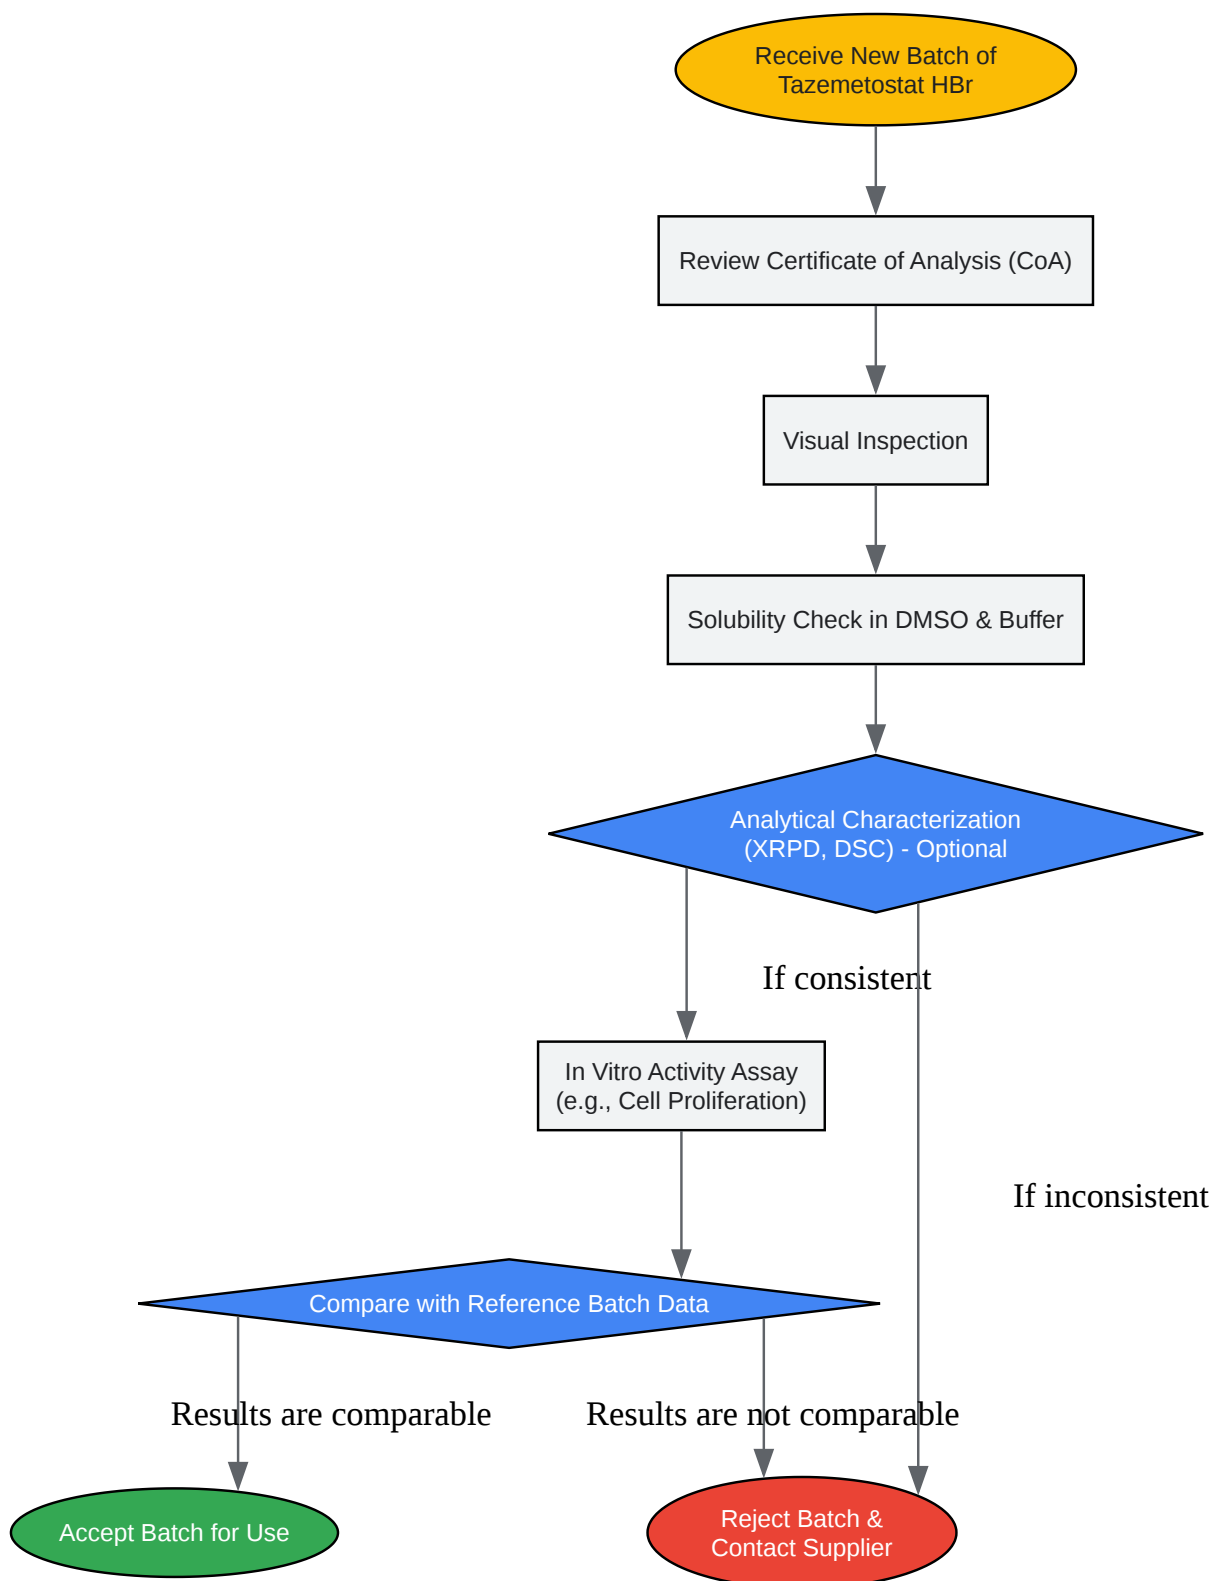 Receive New Batch of
Tazemetostat HBr
Review Certificate of Analysis (CoA)
Visual Inspection
Solubility Check in DMSO & Buffer
Analytical Characterization
(XRPD, DSC) - Optional
If consistent
In Vitro Activity Assay
(e.g., Cell Proliferation)
If inconsistent
Compare with Reference Batch Data
Results are comparable
Results are not comparable
Accept Batch for Use
Reject Batch &
Contact Supplier